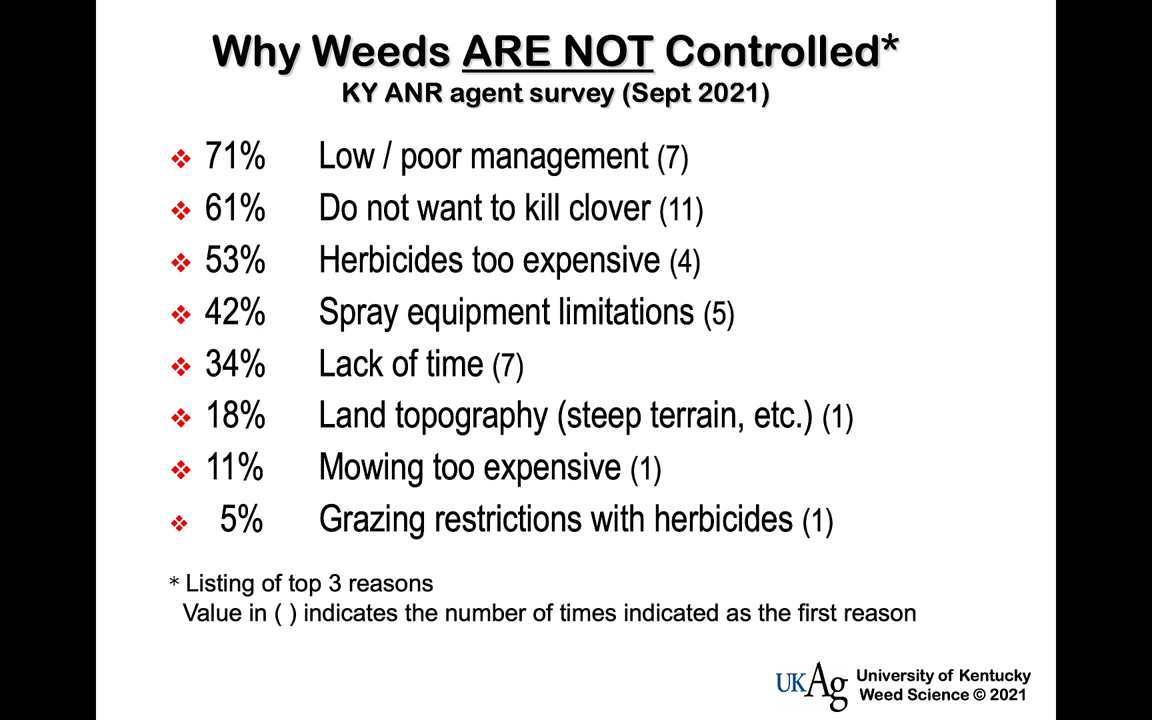 Why Weeds ARE NOT Controlled*
KY ANR agent survey (Sept 2021)
❖ 71% Low / poor management (7)
❖ 61% Do not want to kill clover (11)
❖ 53% Herbicides too expensive (4)
❖ 42% Spray equipment limitations (5)
❖ 34% Lack of time (7)
❖ 18% Land topography (steep terrain, etc.) (1)
❖ 11% Mowing too expensive (1)
❖ 5% Grazing restrictions with herbicides (1)
* Listing of top 3 reasons
Value in ( ) indicates the number of times indicated as the first reason
UKAg University of Kentucky
Weed Science © 2021